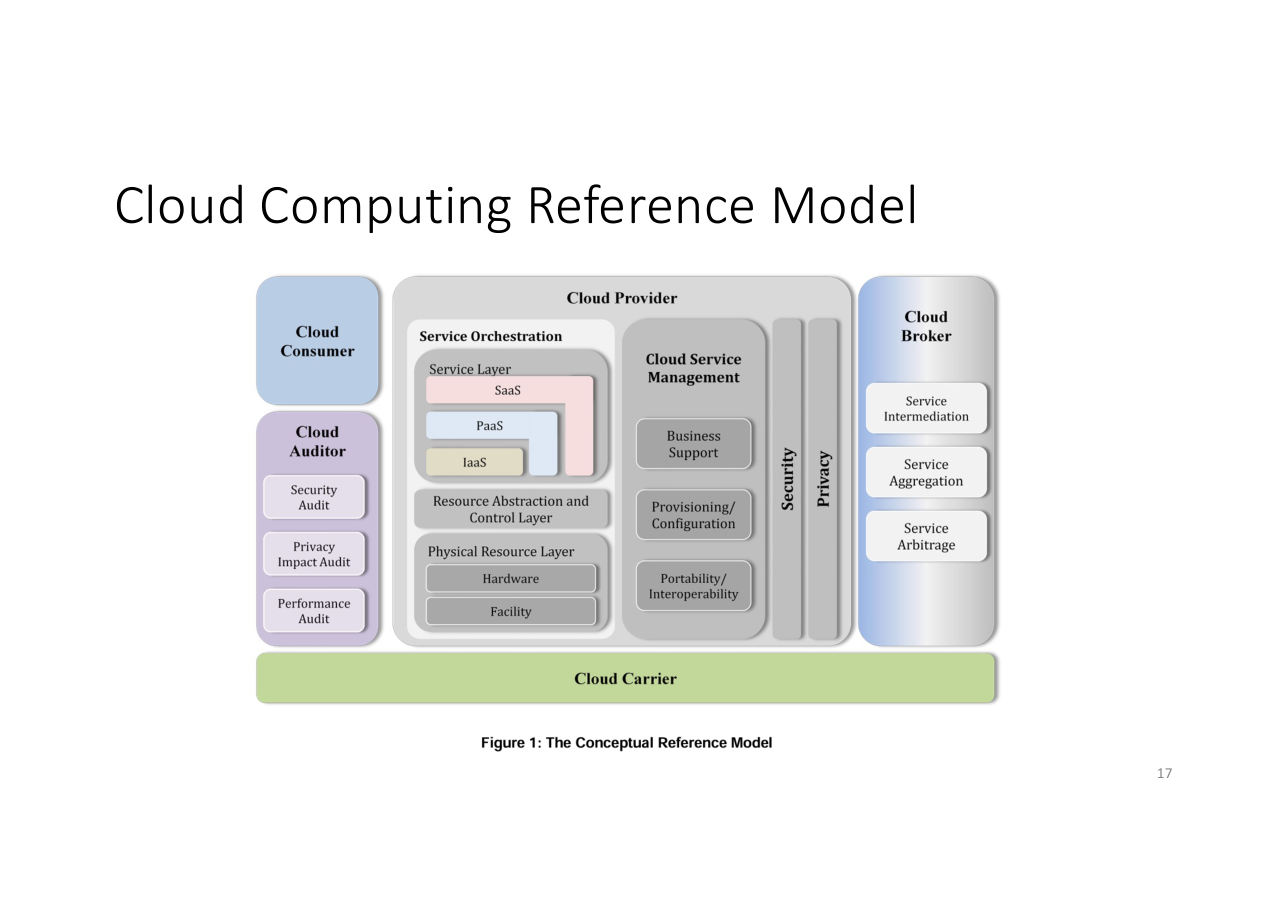 Cloud Computing Reference Model
Cloud
Consumer
Cloud
Auditor
Security
Audit
Privacy
Impact Audit
Performance
Audit
Cloud Provider
Service Orchestration
Service Layer
SaaS
PaaS
IaaS
Resource Abstraction and
Control Layer
Physical Resource Layer
Hardware
Facility
Cloud Service
Management
Business
Support
Provisioning/
Configuration
Portability/
Interoperability
Security
Privacy
Cloud
Broker
Service
Intermediation
Service
Aggregation
Service
Arbitrage
Cloud Carrier
Figure 1: The Conceptual Reference Model
17